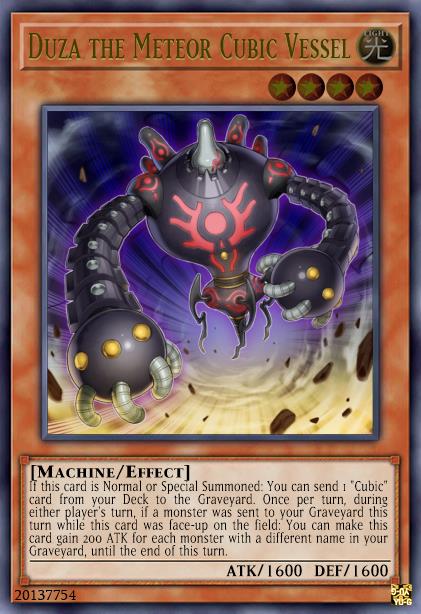 DUZA THE METEOR CUBIC VESSEL
LIGHT
光
[MACHINE/EFFECT]
If this card is Normal or Special Summoned: You can send 1 "Cubic"
card from your Deck to the Graveyard. Once per turn, during
either player's turn, if a monster was sent to your Graveyard this
turn while this card was face-up on the field: You can make this
card gain 200 ATK for each monster with a different name in your
Graveyard, until the end of this turn.
ATK/1600 DEF/1600
20137754